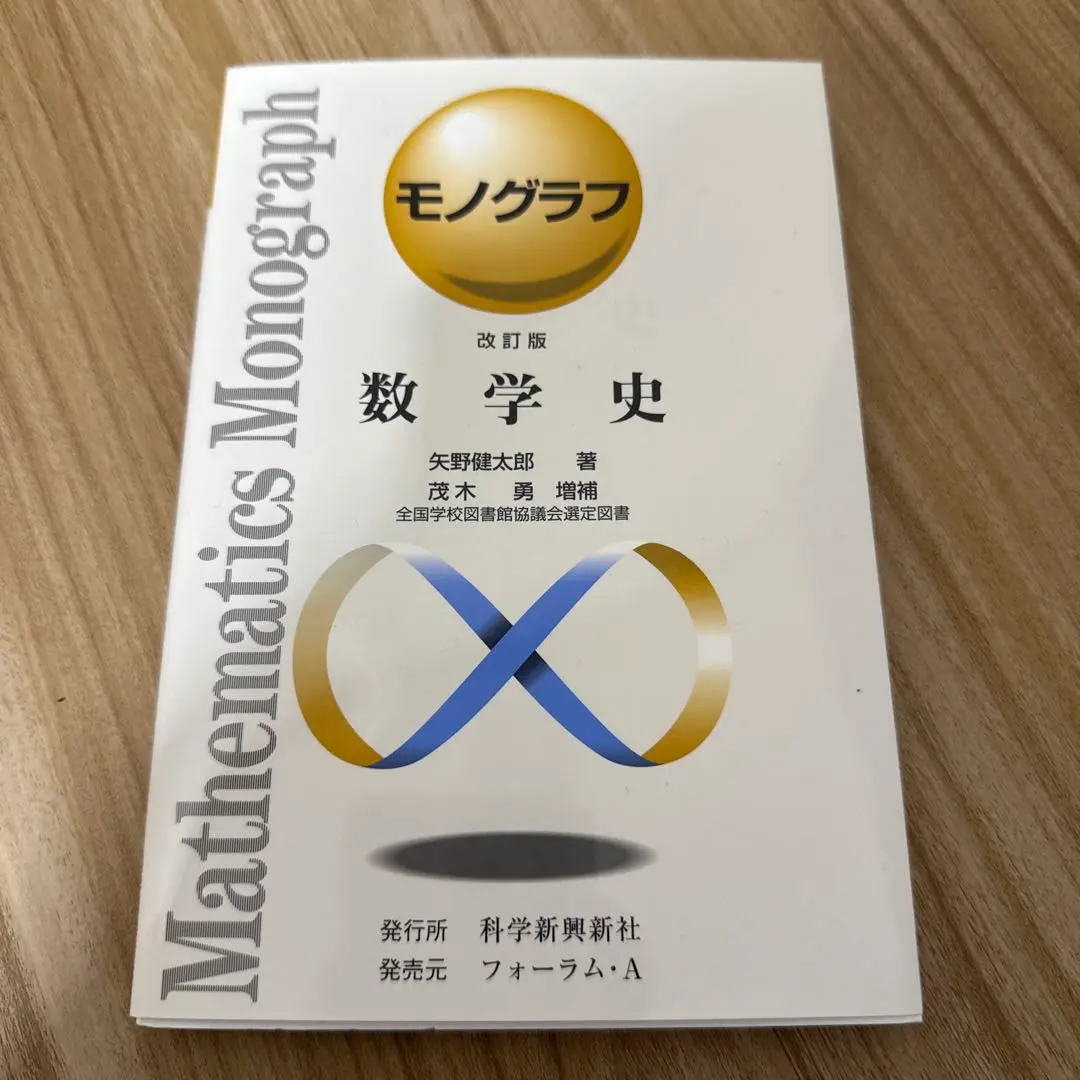 Mathematics Monograph
モノグラフ
改訂版
数学史
矢野健太郎 著
茂木 勇 増補
全国学校図書館協議会選定図書
発行所 科学新興新社
発売元 フォーラム・A